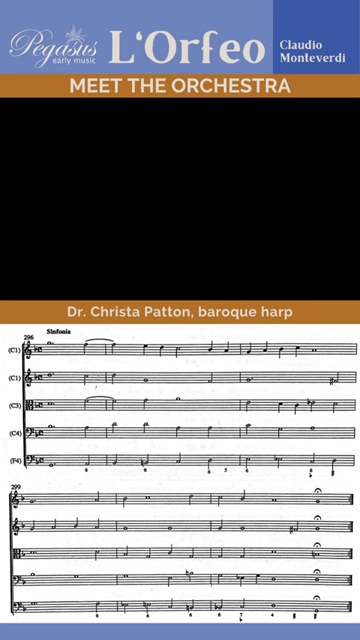 Pegasus
early music
L'Orfeo
Claudio
Monteverdi
MEET THE ORCHESTRA
Dr. Christa Patton, baroque harp
Sinfonia
296
(C1)
(C1)
(C3)
(C4)
(F4)
299